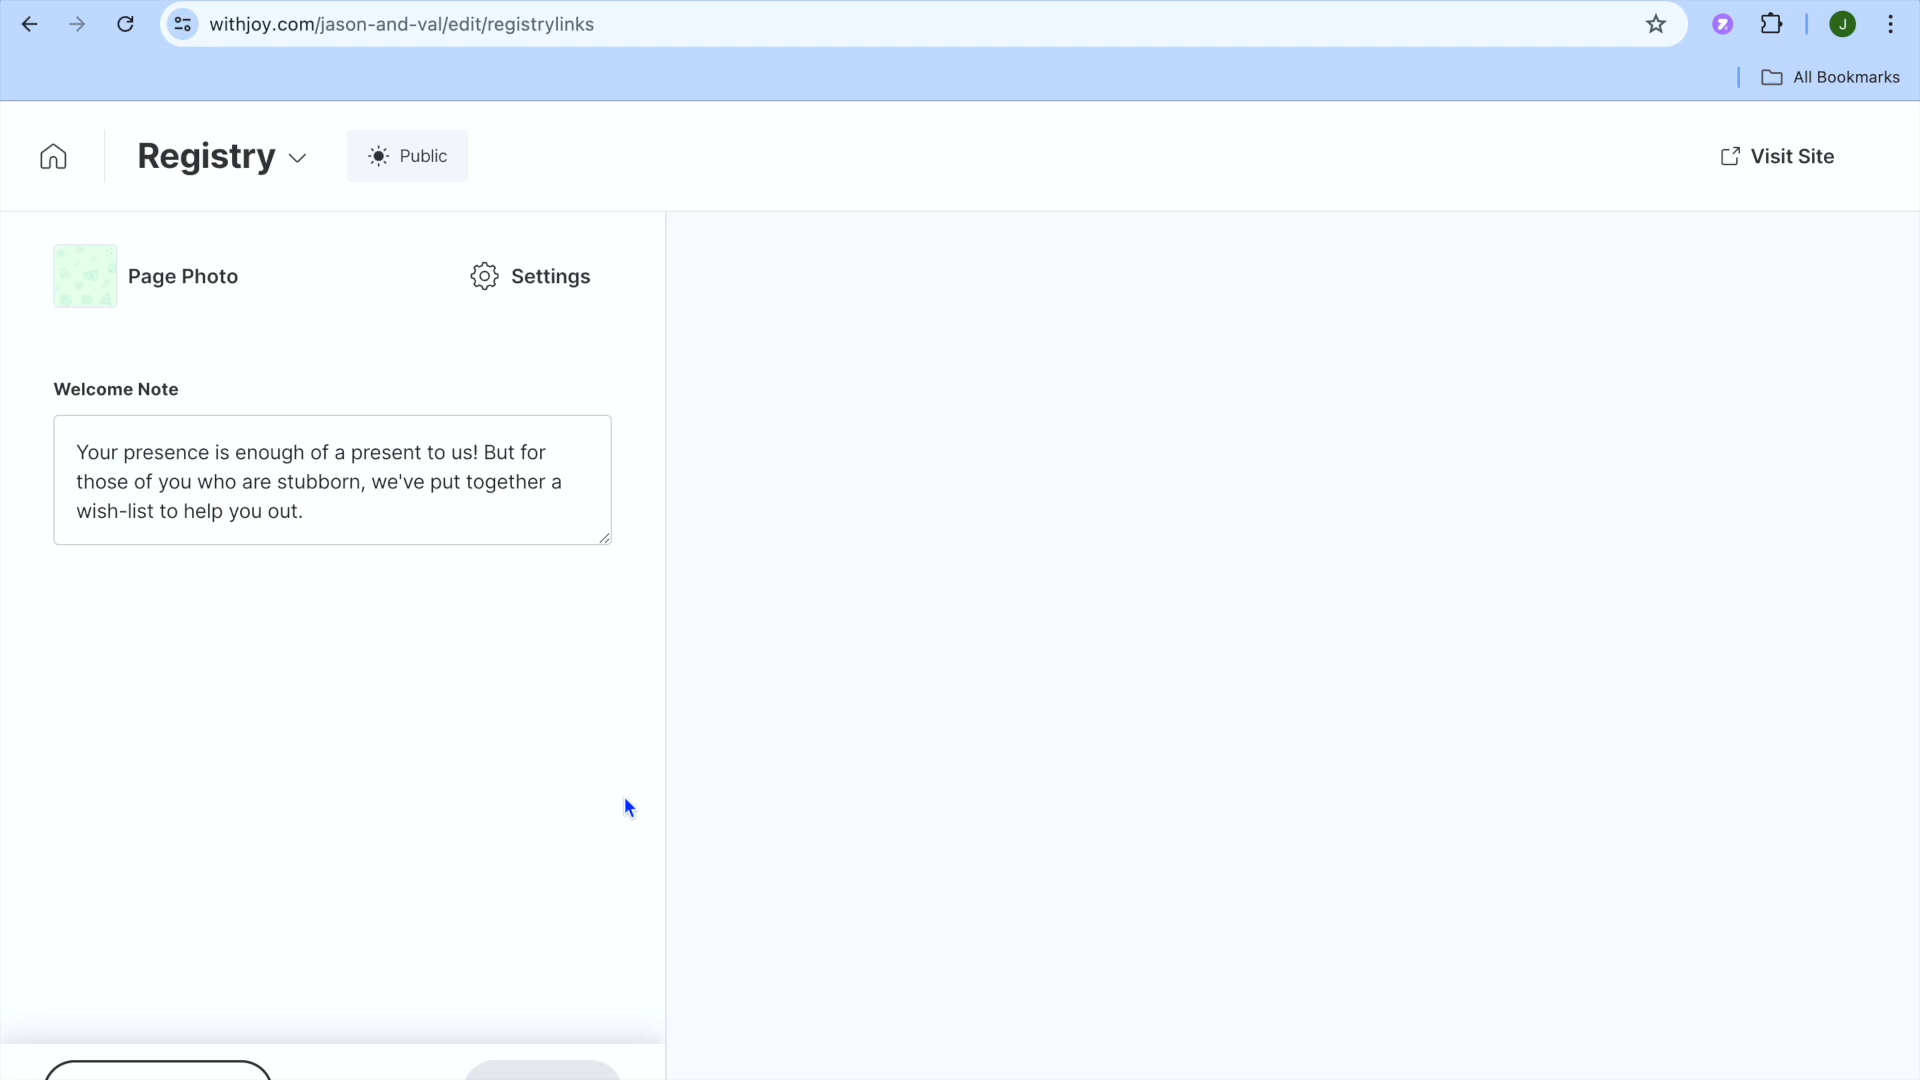 withjoy.com/jason-and-val/edit/registrylinks
J
All Bookmarks
Registry
Public
Visit Site
Page Photo
Settings
Welcome Note
Your presence is enough of a present to us! But for
those of you who are stubborn, we've put together a
wish-list to help you out.